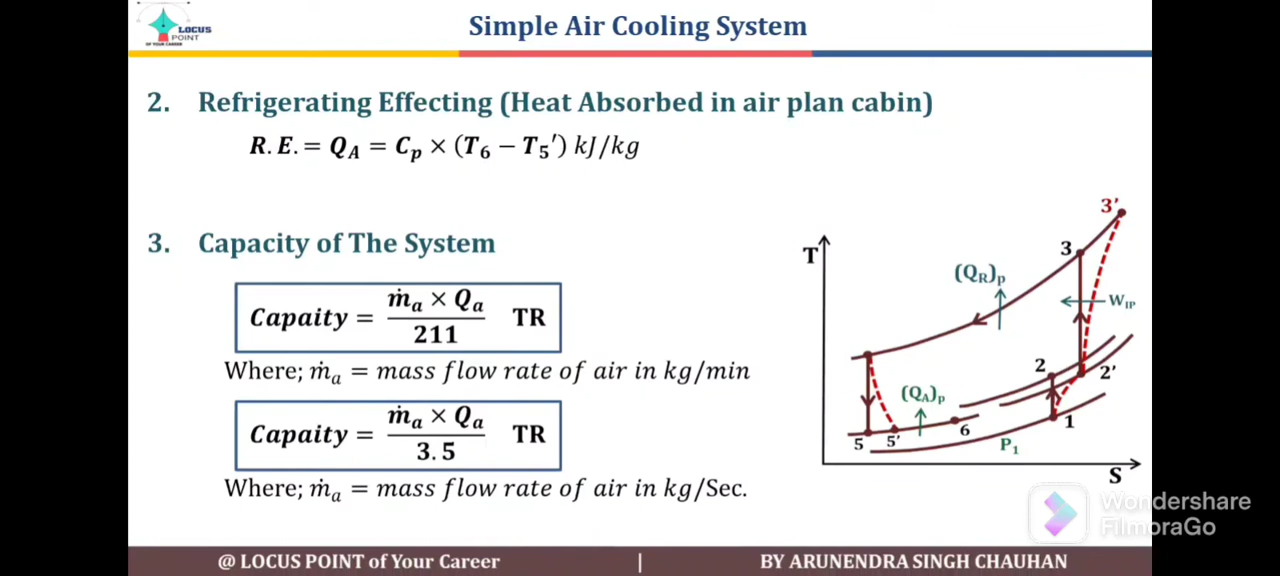 LOCUS
POINT
OF YOUR CAREER
Simple Air Cooling System
2. Refrigerating Effecting (Heat Absorbed in air plan cabin)
R.E.= Q_A = C_p × (T_6 − T_5′) kJ/kg
3. Capacity of The System
Capaity = (ṁ_a × Q_a)/211 TR
Where; ṁ_a = mass flow rate of air in kg/min
Capaity = (ṁ_a × Q_a)/3.5 TR
Where; ṁ_a = mass flow rate of air in kg/Sec.
3′
T
3
(Q_R)_P
W_IP
2
2′
(Q_A)_P
1
6
5
5′
P_1
S
Wondershare
FilmoraGo
@ LOCUS POINT of Your Career | BY ARUNENDRA SINGH CHAUHAN